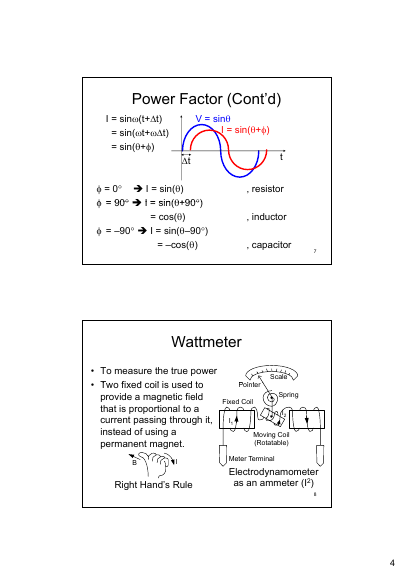 Power Factor (Cont'd)
I = sinω(t+Δt)
= sin(ωt+ωΔt)
= sin(θ+ϕ)
V = sinθ
I = sin(θ+ϕ)
Δt
t
ϕ = 0° ➔ I = sin(θ) , resistor
ϕ = 90° ➔ I = sin(θ+90°)
= cos(θ) , inductor
ϕ = –90° ➔ I = sin(θ–90°)
= –cos(θ) , capacitor
7
Wattmeter
• To measure the true power
• Two fixed coil is used to
provide a magnetic field
that is proportional to a
current passing through it,
instead of using a
permanent magnet.
B
I
Right Hand's Rule
Scale
Pointer
Spring
Fixed Coil
I₁
I₂
Moving Coil
(Rotatable)
Meter Terminal
Electrodynamometer
as an ammeter (I²)
8
4